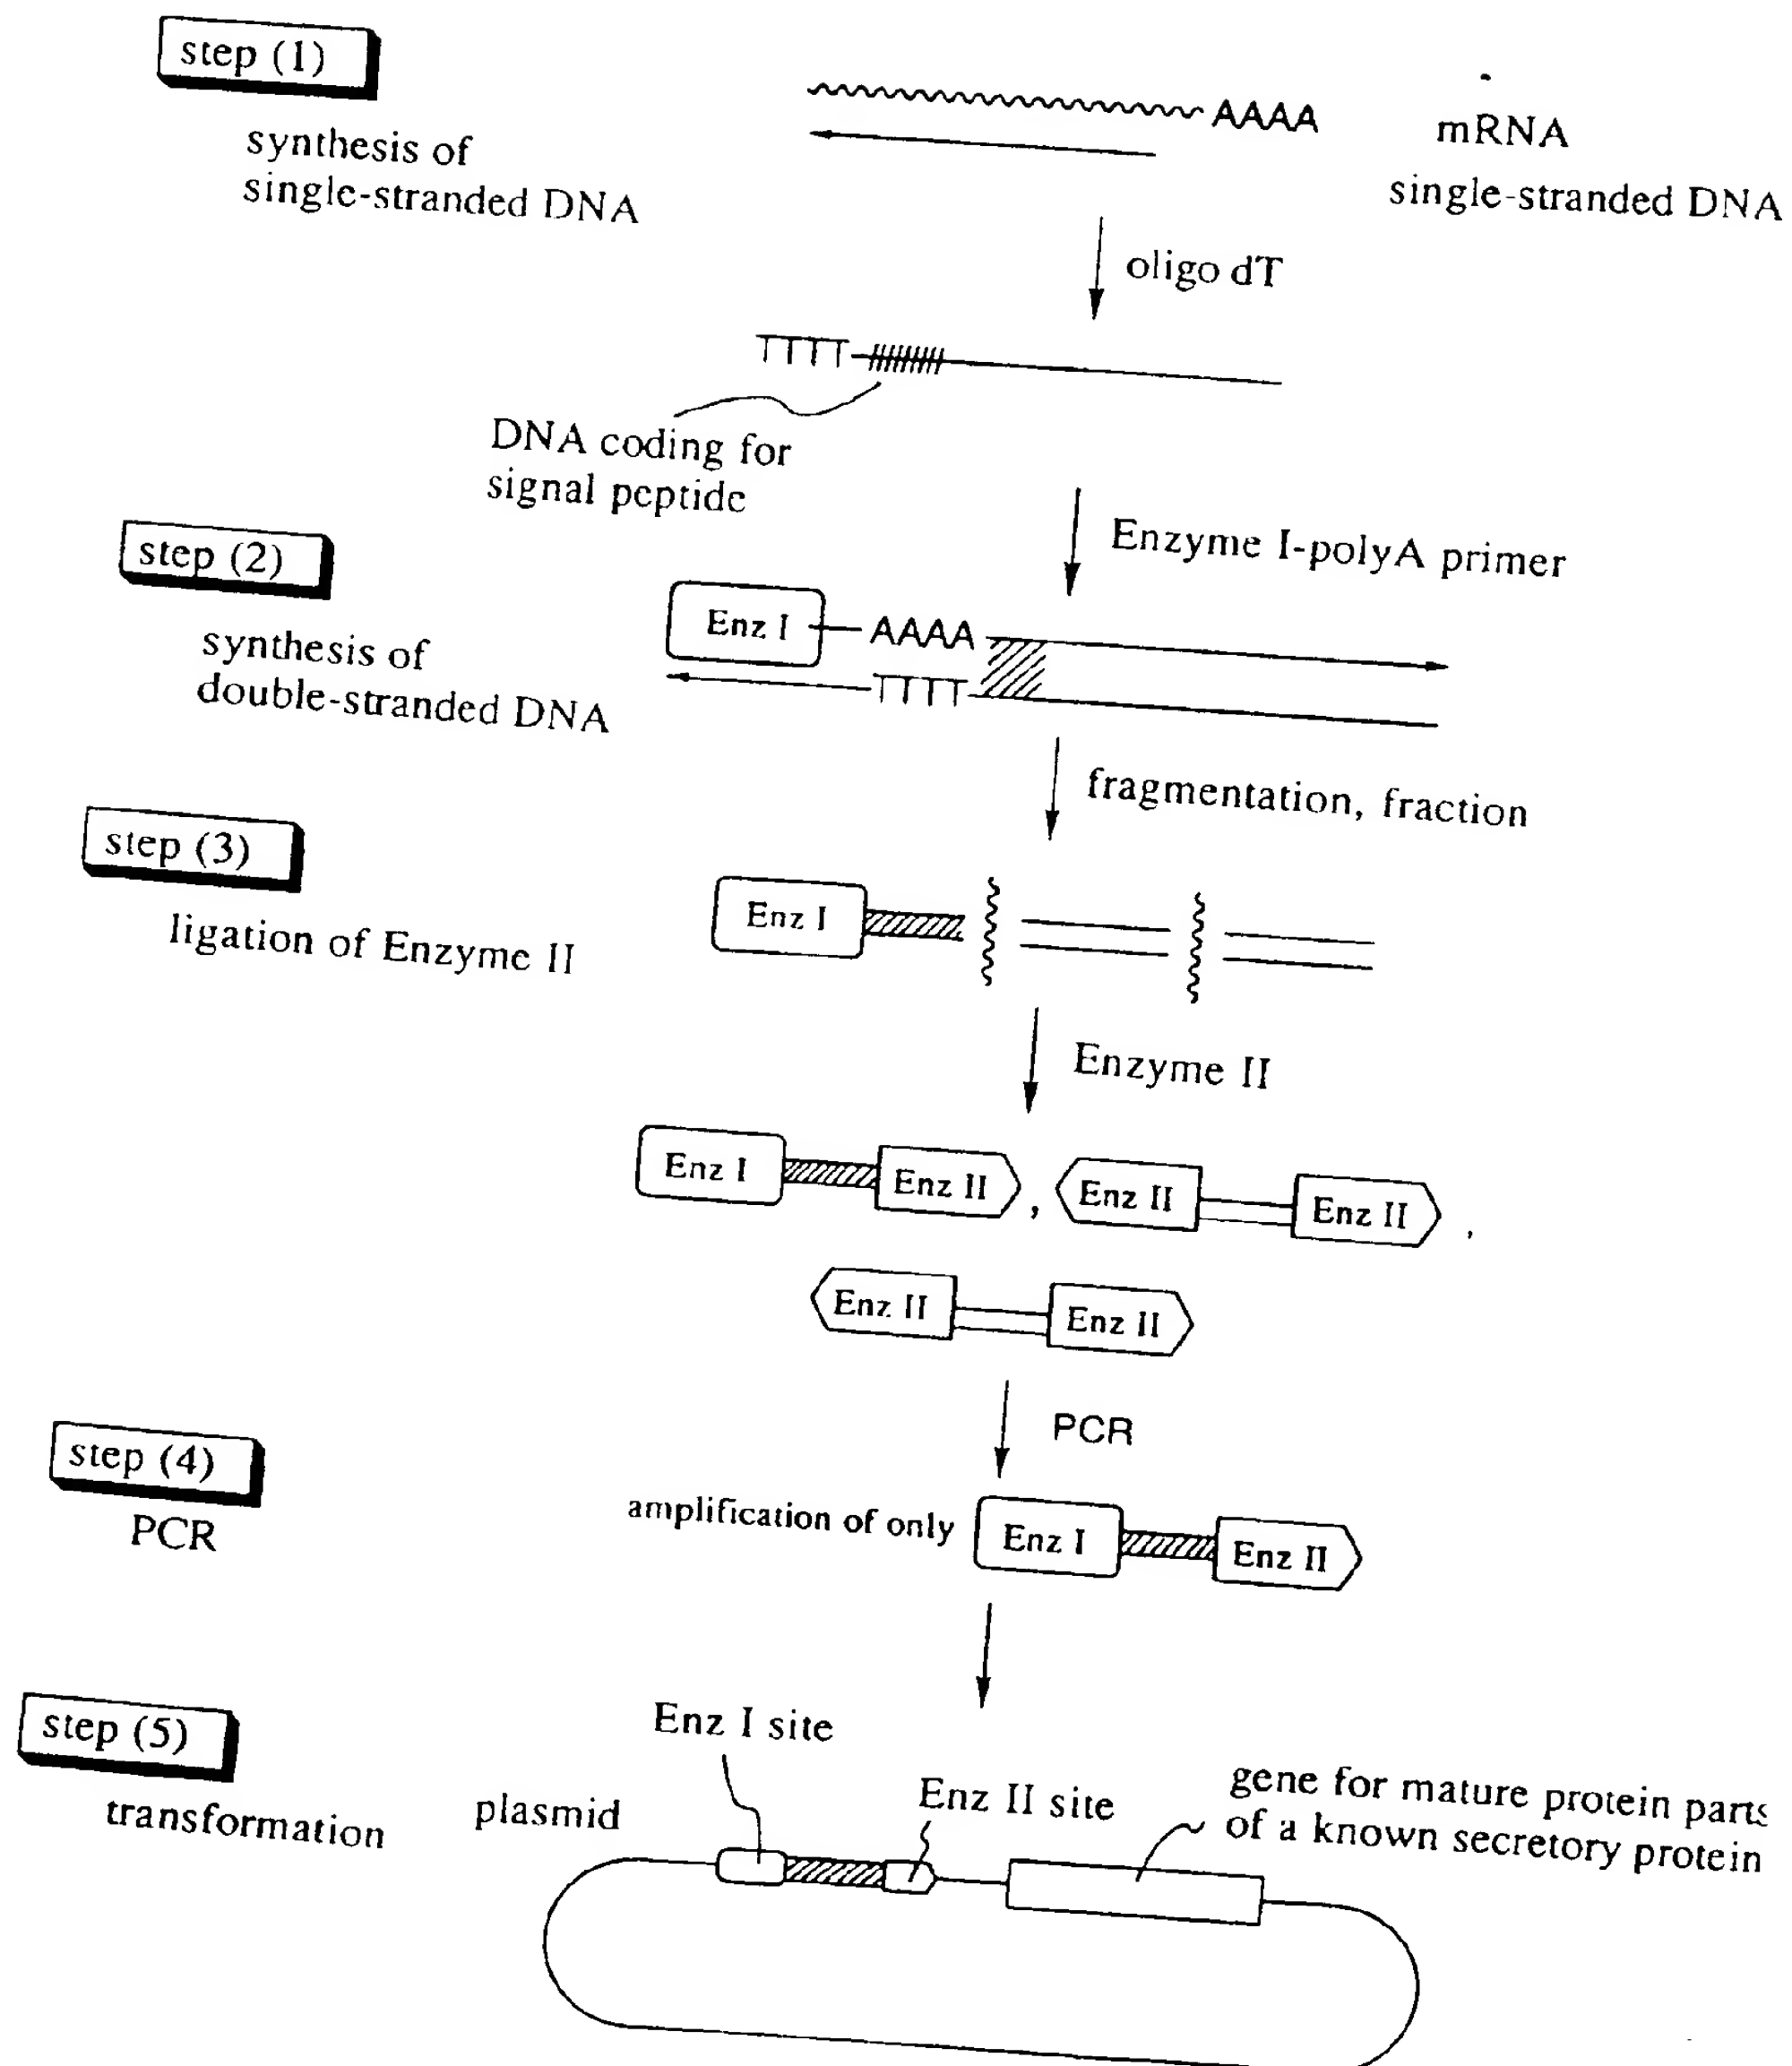 step (1)
AAAA
mRNA
synthesis of
single-stranded DNA
single-stranded DNA
oligo dT
TTTT
DNA coding for
signal peptide
Enzyme I-polyA primer
step (2)
Enz I
AAAA
synthesis of
double-stranded DNA
TTTT
fragmentation, fraction
step (3)
Enz I
ligation of Enzyme II
Enzyme II
Enz I
Enz II
,
Enz II
Enz II
,
Enz II
Enz II
PCR
step (4)
PCR
amplification of only
Enz I
Enz II
step (5)
transformation
Enz I site
plasmid
Enz II site
gene for mature protein parts
of a known secretory protein